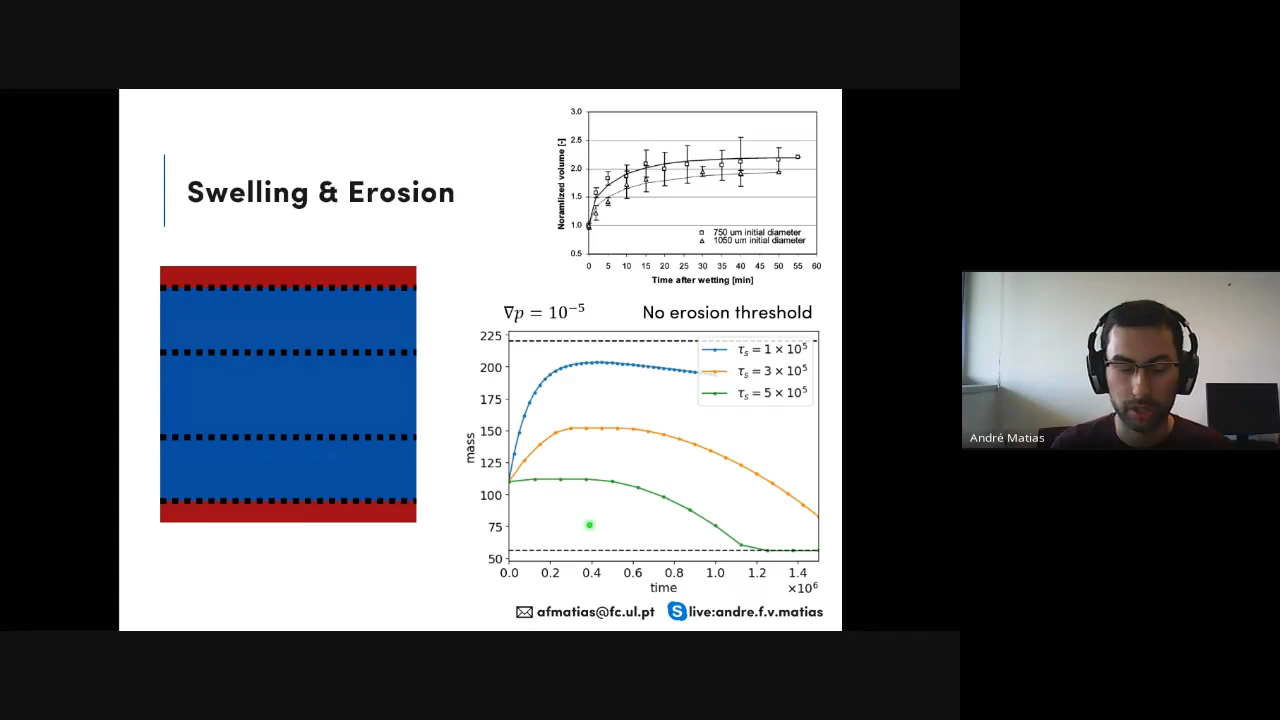 Swelling & Erosion
3.0
2.5
2.0
1.5
1.0
0.5
Noramlized volume [-]
750 um initial diameter
1050 um initial diameter
0 5 10 15 20 25 30 35 40 45 50 55 60
Time after wetting [min]
∇p = 10⁻⁵
No erosion threshold
225
200
175
150
125
100
75
50
mass
τₛ = 1 × 10⁵
τₛ = 3 × 10⁵
τₛ = 5 × 10⁵
0.0 0.2 0.4 0.6 0.8 1.0 1.2 1.4
time
×10⁶
afmatias@fc.ul.pt
S live:andre.f.v.matias
André Matias